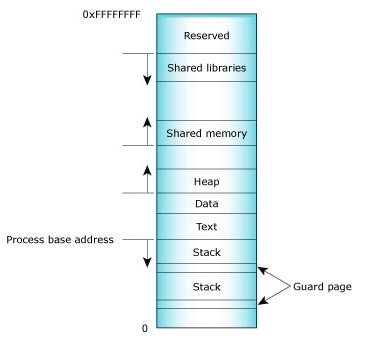 0xFFFFFFFF
Reserved
Shared libraries
Shared memory
Heap
Data
Text
Process base address
Stack
Stack
Guard page
0